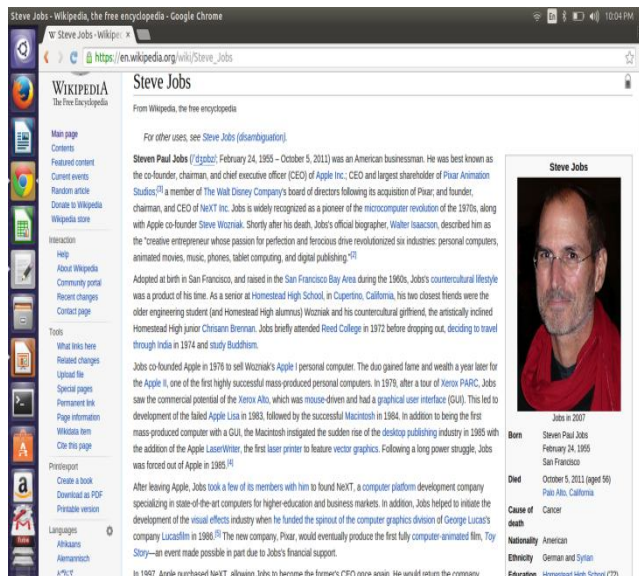 Steve Jobs - Wikipedia, the free encyclopedia - Google Chrome
En
10:04 PM
Steve Jobs - Wikipe
https://en.wikipedia.org/wiki/Steve_Jobs
WIKIPEDIA
The Free Encyclopedia
Main page
Contents
Featured content
Current events
Random article
Donate to Wikipedia
Wikipedia store
Interaction
Help
About Wikipedia
Community portal
Recent changes
Contact page
Tools
What links here
Related changes
Upload file
Special pages
Permanent link
Page information
Wikidata item
Cite this page
Print/export
Create a book
Download as PDF
Printable version
Languages
Afrikaans
Alemannisch
አማርኛ
Steve Jobs
From Wikipedia, the free encyclopedia
For other uses, see Steve Jobs (disambiguation).
Steven Paul Jobs (/ˈdʒɒbz/; February 24, 1955 – October 5, 2011) was an American businessman. He was best known as
the co-founder, chairman, and chief executive officer (CEO) of Apple Inc.; CEO and largest shareholder of Pixar Animation
Studios;[3] a member of The Walt Disney Company's board of directors following its acquisition of Pixar; and founder,
chairman, and CEO of NeXT Inc. Jobs is widely recognized as a pioneer of the microcomputer revolution of the 1970s, along
with Apple co-founder Steve Wozniak. Shortly after his death, Jobs's official biographer, Walter Isaacson, described him as
the "creative entrepreneur whose passion for perfection and ferocious drive revolutionized six industries: personal computers,
animated movies, music, phones, tablet computing, and digital publishing."[2]
Adopted at birth in San Francisco, and raised in the San Francisco Bay Area during the 1960s, Jobs's countercultural lifestyle
was a product of his time. As a senior at Homestead High School, in Cupertino, California, his two closest friends were the
older engineering student (and Homestead High alumnus) Wozniak and his countercultural girlfriend, the artistically inclined
Homestead High junior Chrisann Brennan. Jobs briefly attended Reed College in 1972 before dropping out, deciding to travel
through India in 1974 and study Buddhism.
Jobs co-founded Apple in 1976 to sell Wozniak's Apple I personal computer. The duo gained fame and wealth a year later for
the Apple II, one of the first highly successful mass-produced personal computers. In 1979, after a tour of Xerox PARC, Jobs
saw the commercial potential of the Xerox Alto, which was mouse-driven and had a graphical user interface (GUI). This led to
development of the failed Apple Lisa in 1983, followed by the successful Macintosh in 1984. In addition to being the first
mass-produced computer with a GUI, the Macintosh instigated the sudden rise of the desktop publishing industry in 1985 with
the addition of the Apple LaserWriter, the first laser printer to feature vector graphics. Following a long power struggle, Jobs
was forced out of Apple in 1985.[4]
After leaving Apple, Jobs took a few of its members with him to found NeXT, a computer platform development company
specializing in state-of-the-art computers for higher-education and business markets. In addition, Jobs helped to initiate the
development of the visual effects industry when he funded the spinout of the computer graphics division of George Lucas's
company Lucasfilm in 1986.[5] The new company, Pixar, would eventually produce the first fully computer-animated film, Toy
Story—an event made possible in part due to Jobs's financial support.
In 1997, Apple purchased NeXT, allowing Jobs to become the former's CEO once again. He would return the company
Steve Jobs
Jobs in 2007
Born Steven Paul Jobs
February 24, 1955
San Francisco
Died October 5, 2011 (aged 56)
Palo Alto, California
Cause of death Cancer
Nationality American
Ethnicity German and Syrian
Education Homestead High School ('72)